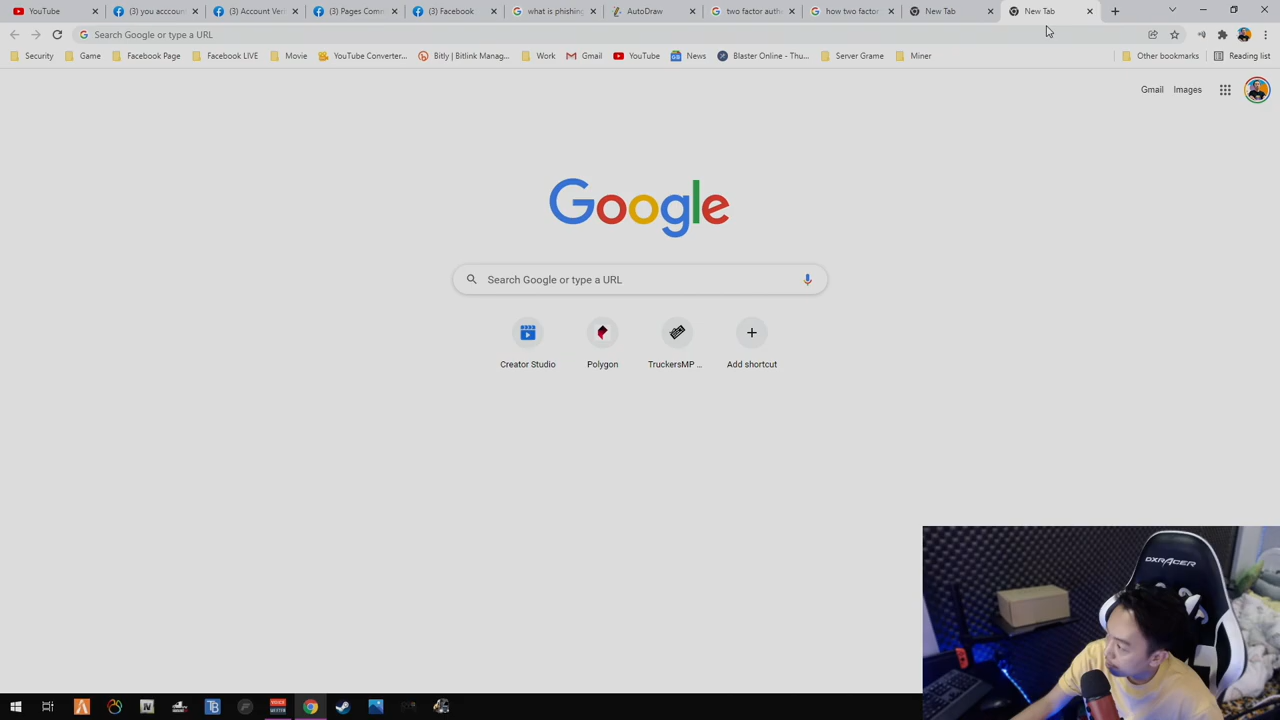 YouTube
(3) you acccoun
(3) Account Veri
(3) Pages Comm
(3) Facebook
what is phishing
AutoDraw
two factor auth
how two factor
New Tab
New Tab
Search Google or type a URL
Security
Game
Facebook Page
Facebook LIVE
Movie
YouTube Converter...
Bitly | Bitlink Manag...
Work
Gmail
YouTube
News
Blaster Online - Thu...
Server Grame
Miner
Other bookmarks
Reading list
Gmail
Images
Google
Search Google or type a URL
Creator Studio
Polygon
TruckersMP ...
Add shortcut
DXRACER
VOICE